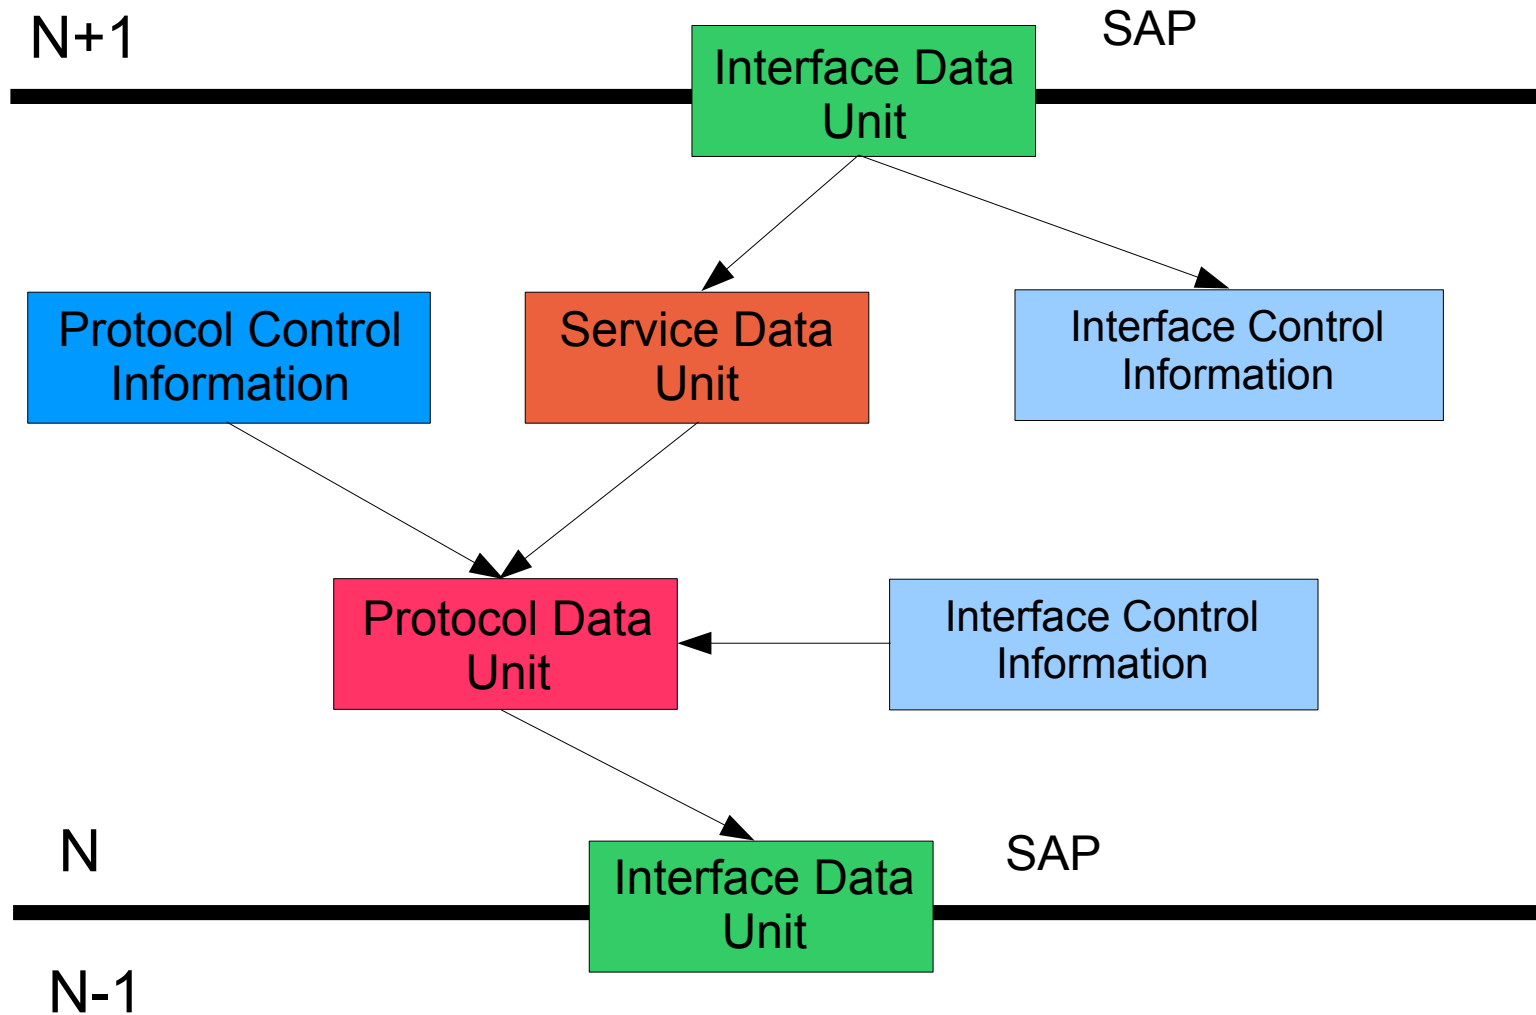 N+1
SAP
Interface Data
Unit
Protocol Control
Information
Service Data
Unit
Interface Control
Information
Protocol Data
Unit
Interface Control
Information
N
SAP
Interface Data
Unit
N-1